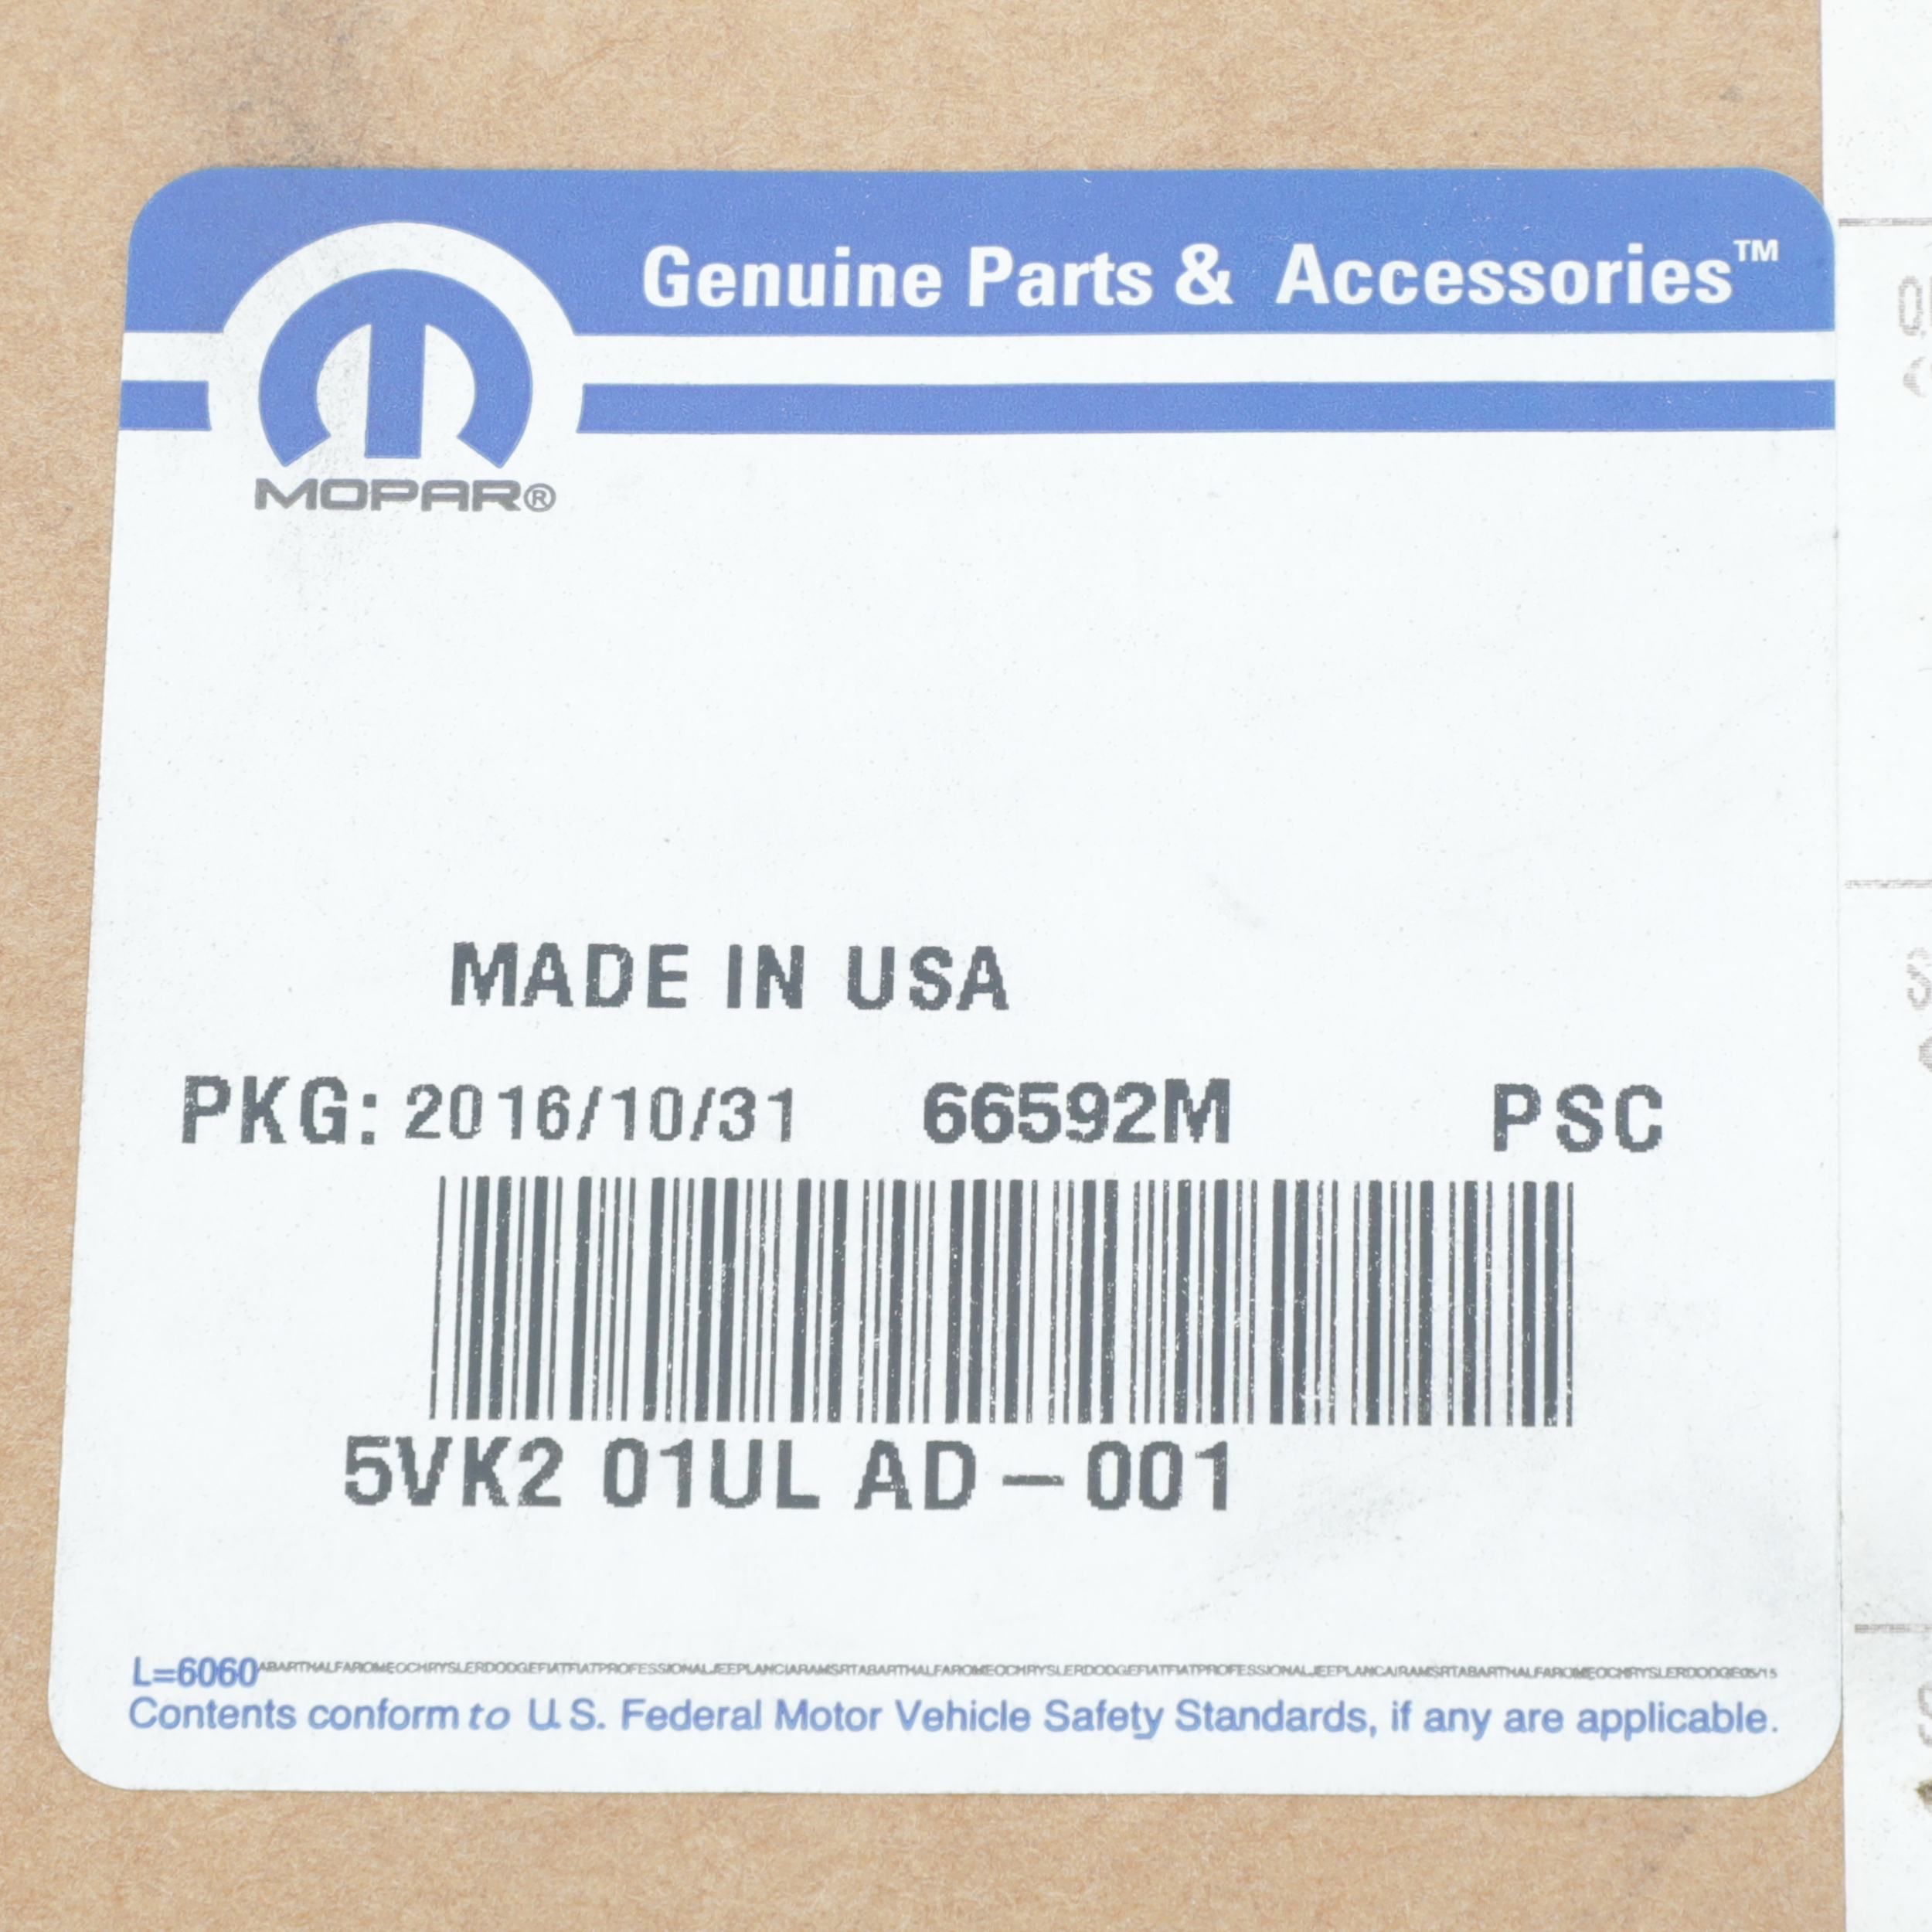 Genuine Parts & Accessories™
MOPAR®
MADE IN USA
PKG: 2016/10/31 66592M PSC
5VK2 01UL AD-001
L=6060
Contents conform to U.S. Federal Motor Vehicle Safety Standards, if any are applicable.